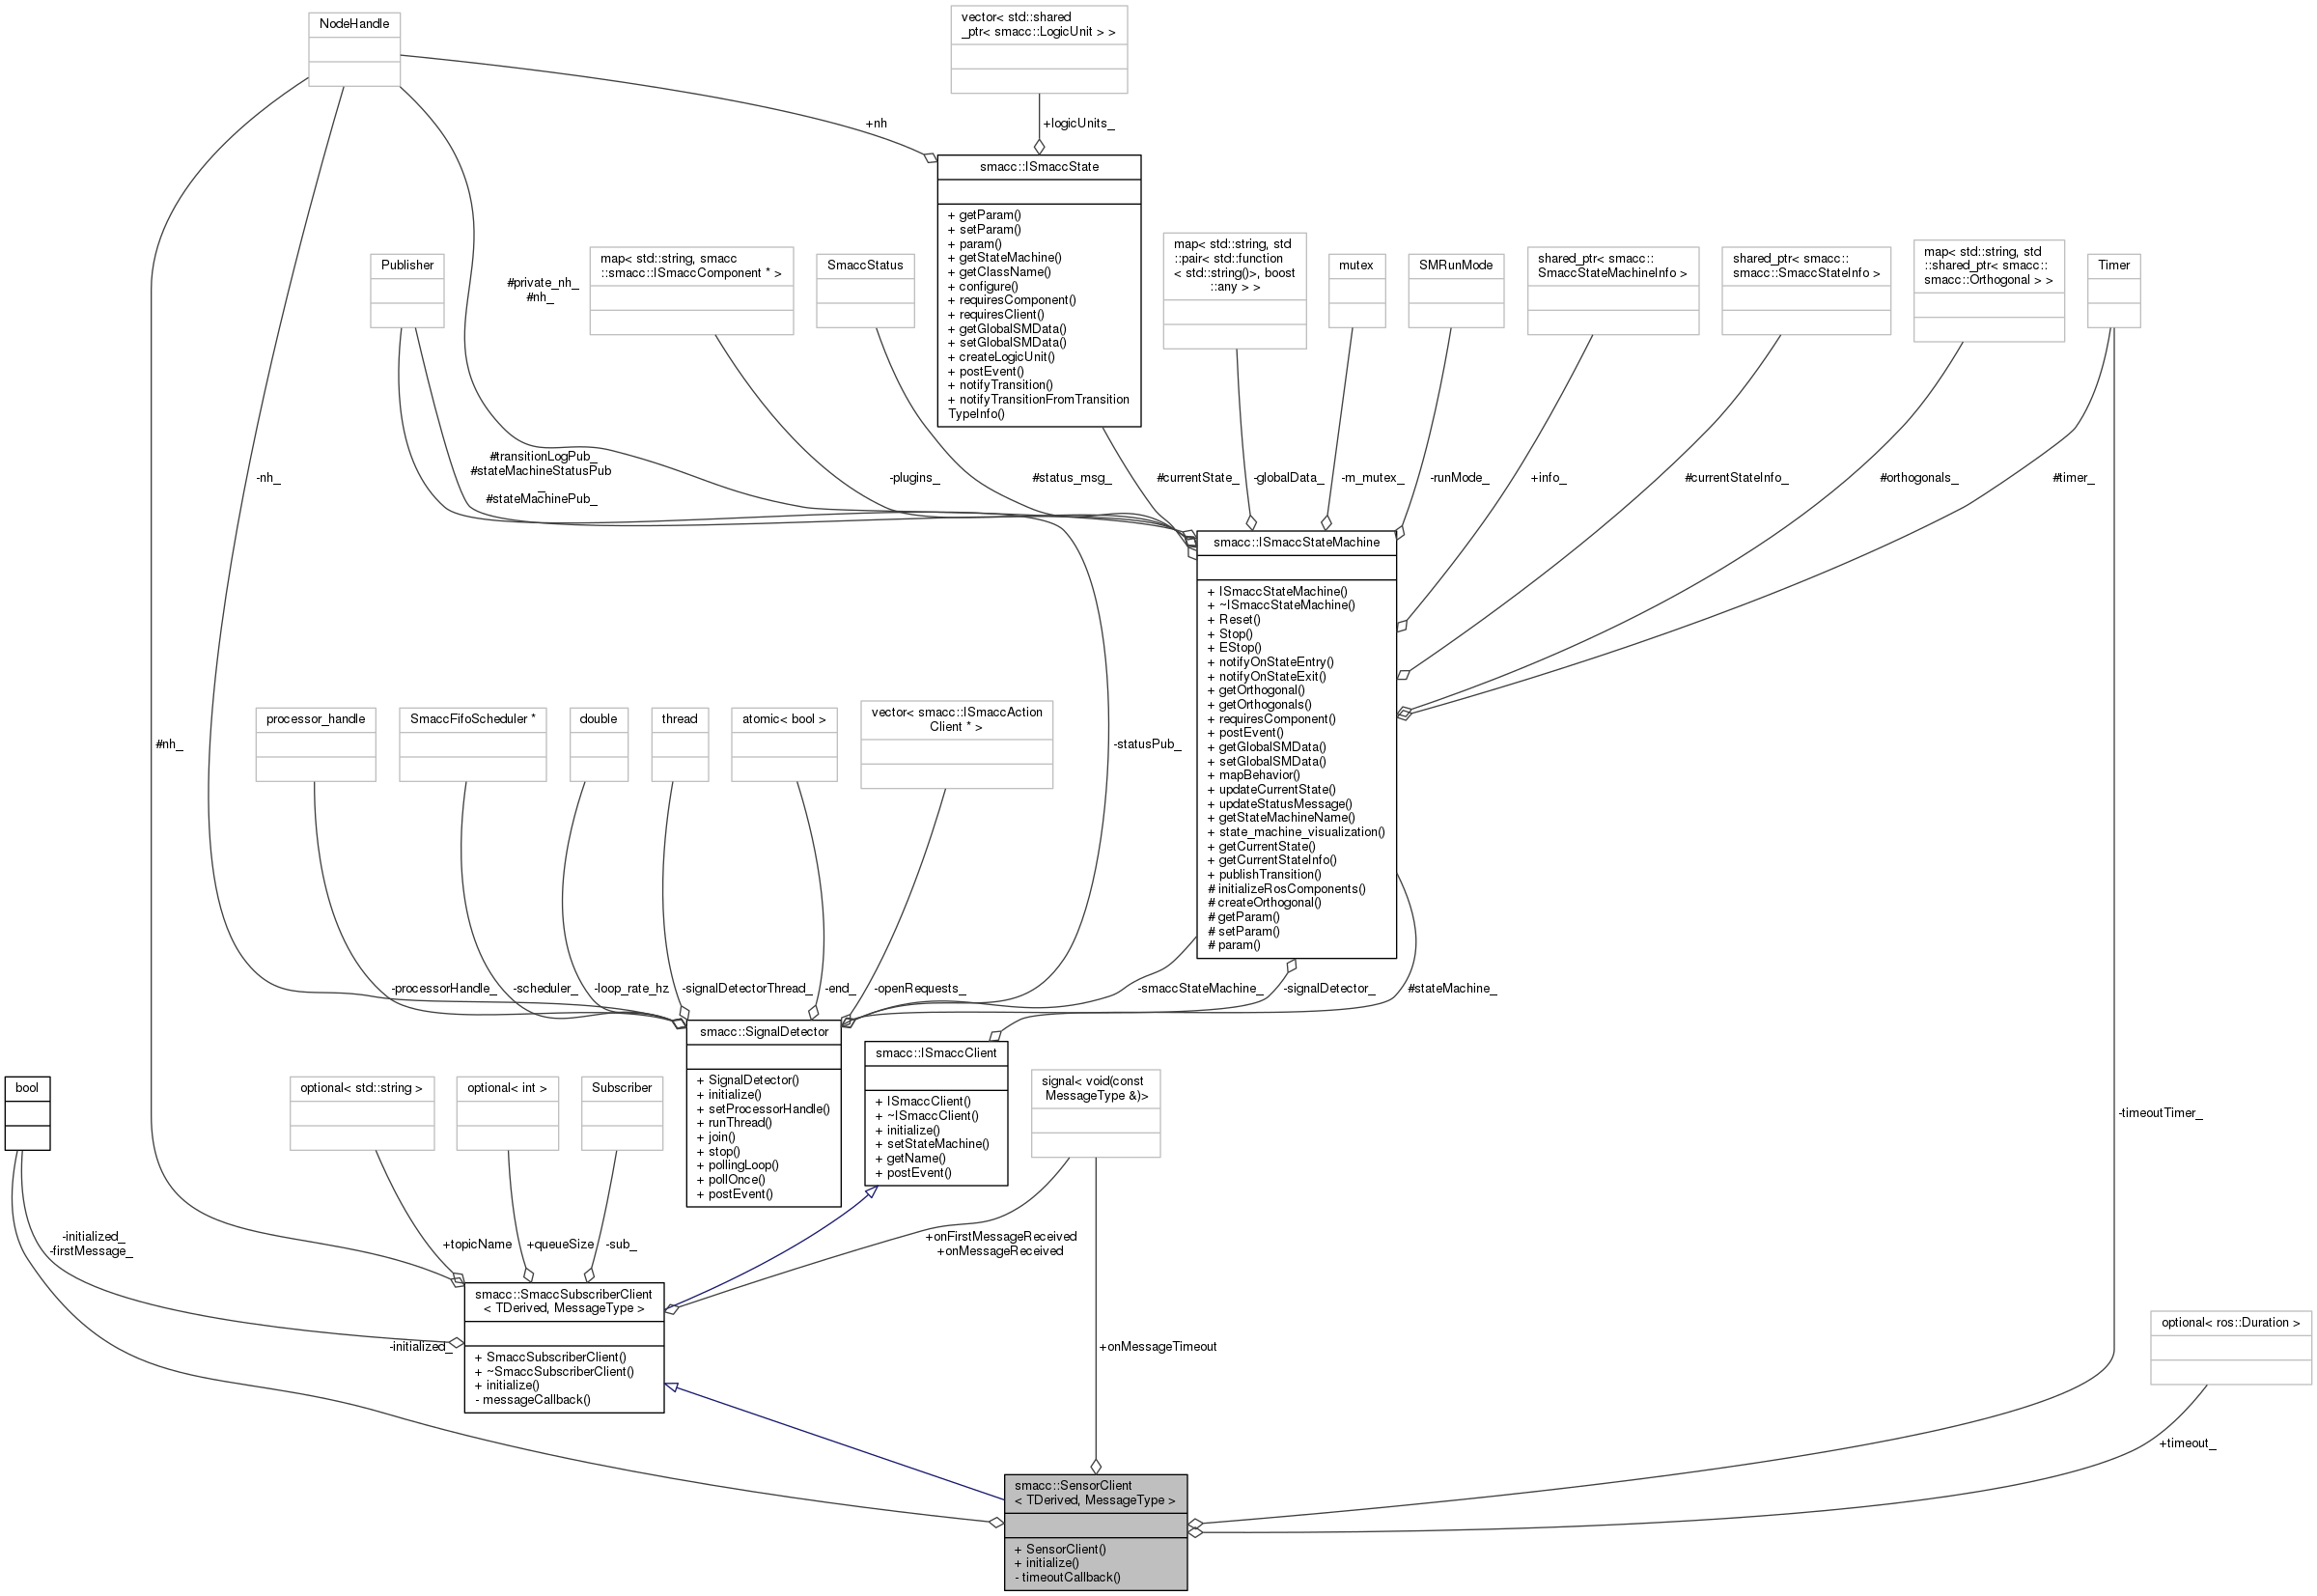 NodeHandle
vector< std::shared
_ptr< smacc::LogicUnit > >
+nh
+logicUnits_
smacc::ISmaccState
+ getParam()
+ setParam()
+ param()
+ getStateMachine()
+ getClassName()
+ configure()
+ requiresComponent()
+ requiresClient()
+ getGlobalSMData()
+ setGlobalSMData()
+ createLogicUnit()
+ postEvent()
+ notifyTransition()
+ notifyTransitionFromTransition
TypeInfo()
Publisher
#private_nh_
#nh_
map< std::string, smacc
::smacc::ISmaccComponent * >
SmaccStatus
map< std::string, std
::pair< std::function
< std::string()>, boost
::any > >
mutex
SMRunMode
shared_ptr< smacc::
SmaccStateMachineInfo >
shared_ptr< smacc::
smacc::SmaccStateInfo >
map< std::string, std
::shared_ptr< smacc::
smacc::Orthogonal > >
Timer
-nh_
#transitionLogPub_
#stateMachineStatusPub
_
#stateMachinePub_
-plugins_
#status_msg_
#currentState_
-globalData_
-m_mutex_
-runMode_
+info_
#currentStateInfo_
#orthogonals_
#timer_
smacc::ISmaccStateMachine
+ ISmaccStateMachine()
+ ~ISmaccStateMachine()
+ Reset()
+ Stop()
+ EStop()
+ notifyOnStateEntry()
+ notifyOnStateExit()
+ getOrthogonal()
+ getOrthogonals()
+ requiresComponent()
+ postEvent()
+ getGlobalSMData()
+ setGlobalSMData()
+ mapBehavior()
+ updateCurrentState()
+ updateStatusMessage()
+ getStateMachineName()
+ state_machine_visualization()
+ getCurrentState()
+ getCurrentStateInfo()
+ publishTransition()
# initializeRosComponents()
# createOrthogonal()
# getParam()
# setParam()
# param()
#nh_
processor_handle
SmaccFifoScheduler *
double
thread
atomic< bool >
vector< smacc::ISmaccAction
Client * >
-statusPub_
-processorHandle_
-scheduler_
-loop_rate_hz
-signalDetectorThread_
-end_
-openRequests_
-smaccStateMachine_
-signalDetector_
#stateMachine_
smacc::SignalDetector
+ SignalDetector()
+ initialize()
+ setProcessorHandle()
+ runThread()
+ join()
+ stop()
+ pollingLoop()
+ pollOnce()
+ postEvent()
smacc::ISmaccClient
+ ISmaccClient()
+ ~ISmaccClient()
+ initialize()
+ setStateMachine()
+ getName()
+ postEvent()
bool
optional< std::string >
optional< int >
Subscriber
signal< void(const
MessageType &)>
-timeoutTimer_
-initialized_
-firstMessage_
+topicName
+queueSize
-sub_
+onFirstMessageReceived
+onMessageReceived
smacc::SmaccSubscriberClient
< TDerived, MessageType >
+ SmaccSubscriberClient()
+ ~SmaccSubscriberClient()
+ initialize()
- messageCallback()
-initialized_
+onMessageTimeout
optional< ros::Duration >
+timeout_
smacc::SensorClient
< TDerived, MessageType >
+ SensorClient()
+ initialize()
- timeoutCallback()